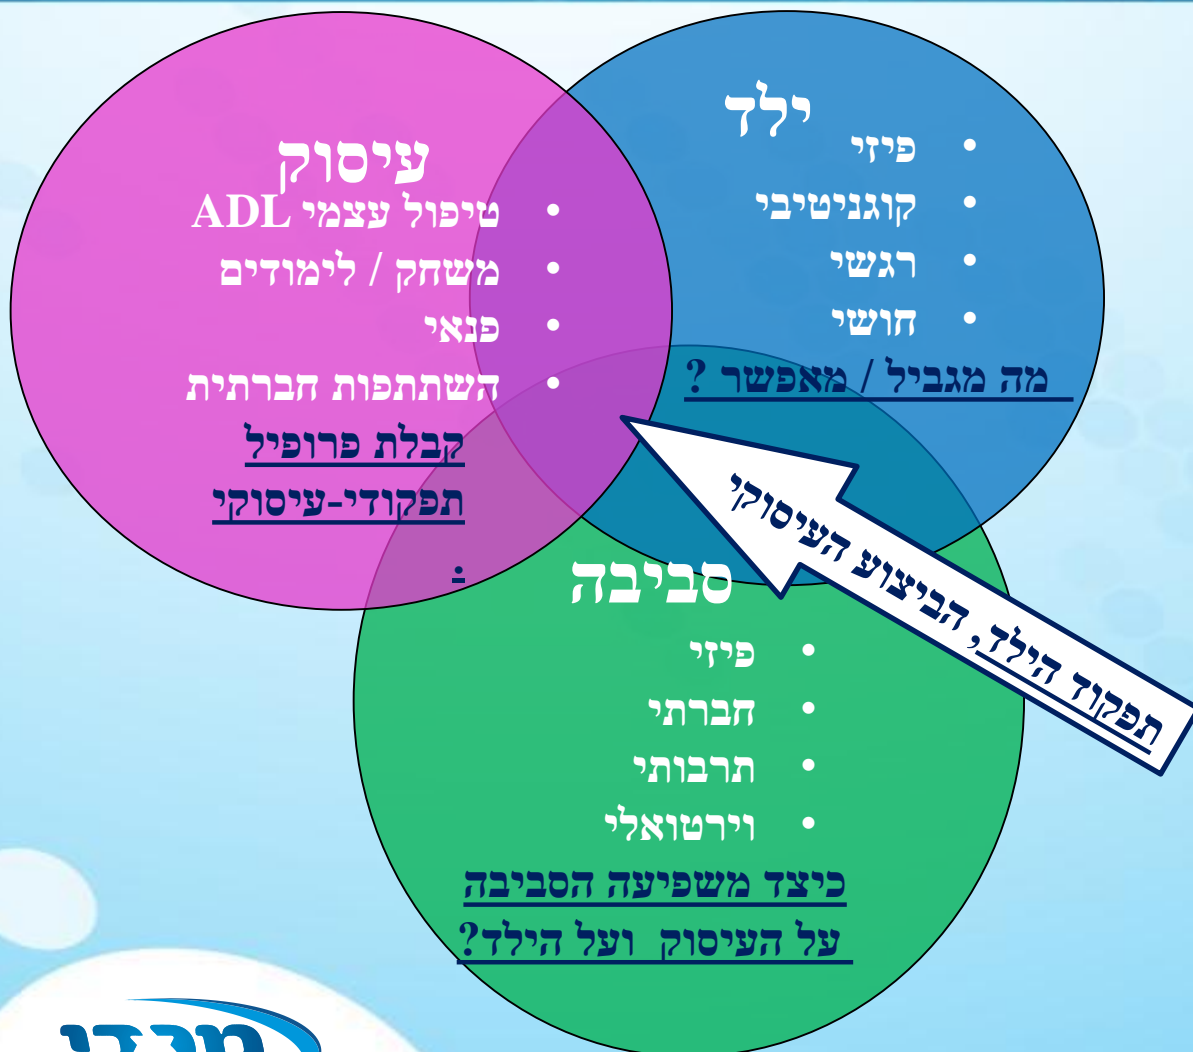 ילד
• פיזי
• קוגניטיבי
• רגשי
• חושי
מה מגביל / מאפשר ?
עיסוק
• טיפול עצמי ADL
• משחק / לימודים
• פנאי
• השתתפות חברתית
קבלת פרופיל
תפקודי-עיסוקי
.
תפקוד הילד, הביצוע העיסוקי
סביבה
• פיזי
• חברתי
• תרבותי
• וירטואלי
כיצד משפיעה הסביבה
על העיסוק ועל הילד?